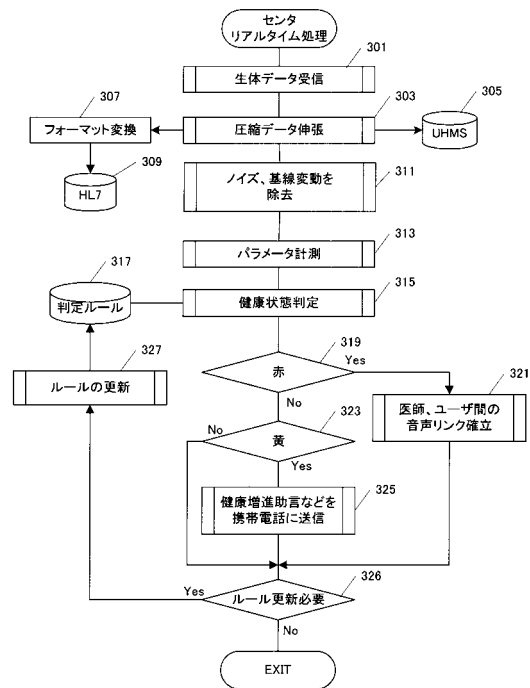 センタ
リアルタイム処理
301
生体データ受信
307
303
305
フォーマット変換
圧縮データ伸張
UHMS
309
HL7
311
ノイズ、基線変動を
除去
313
パラメータ計測
317
315
判定ルール
健康状態判定
319
327
赤
Yes
321
ルールの更新
No
323
医師、ユーザ間の
音声リンク確立
No
黄
Yes
325
健康増進助言などを
携帯電話に送信
326
Yes
ルール更新必要
No
EXIT